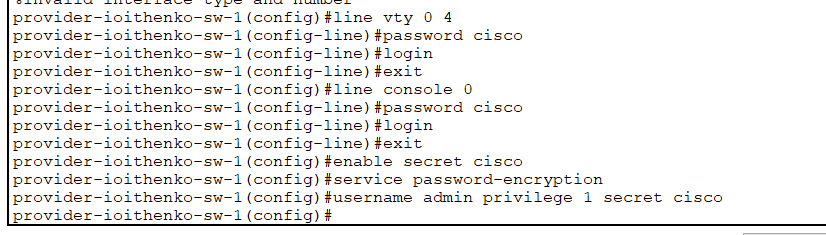 %Invalid interface type and number
provider-ioithenko-sw-1(config)#line vty 0 4
provider-ioithenko-sw-1(config-line)#password cisco
provider-ioithenko-sw-1(config-line)#login
provider-ioithenko-sw-1(config-line)#exit
provider-ioithenko-sw-1(config)#line console 0
provider-ioithenko-sw-1(config-line)#password cisco
provider-ioithenko-sw-1(config-line)#login
provider-ioithenko-sw-1(config-line)#exit
provider-ioithenko-sw-1(config)#enable secret cisco
provider-ioithenko-sw-1(config)#service password-encryption
provider-ioithenko-sw-1(config)#username admin privilege 1 secret cisco
provider-ioithenko-sw-1(config)#